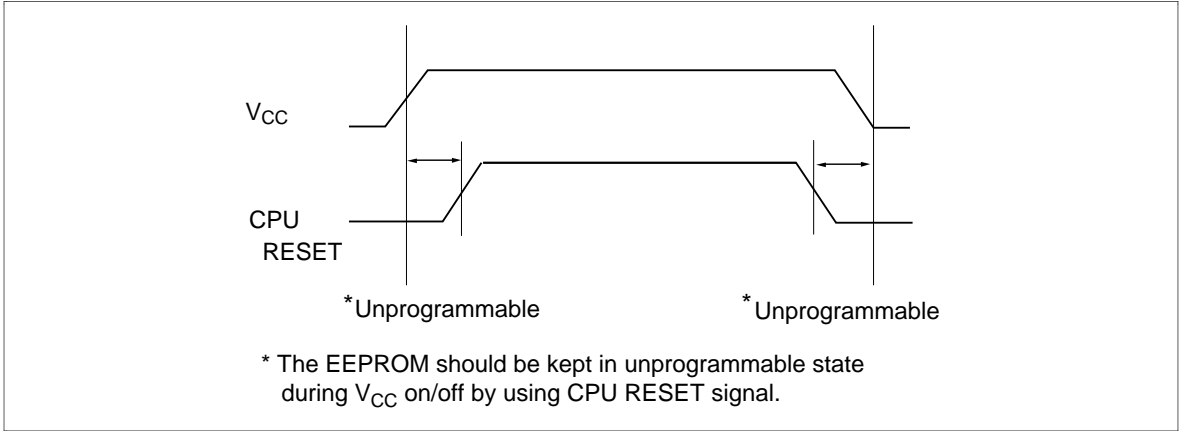 VCC
CPU
RESET
*Unprogrammable
*Unprogrammable
* The EEPROM should be kept in unprogrammable state
during VCC on/off by using CPU RESET signal.